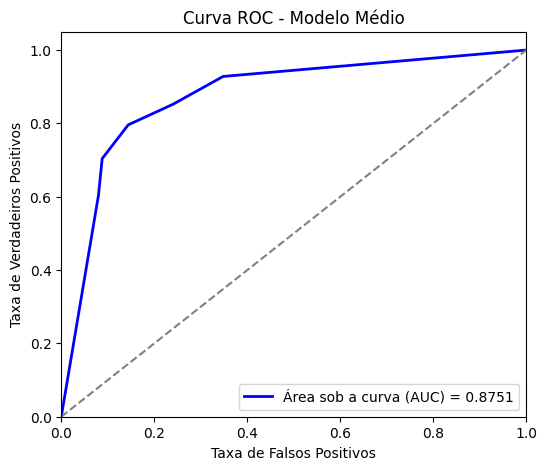 Curva ROC - Modelo Médio
1.0
0.8
0.6
0.4
0.2
0.0
Taxa de Verdadeiros Positivos
Área sob a curva (AUC) = 0.8751
0.0 0.2 0.4 0.6 0.8 1.0
Taxa de Falsos Positivos